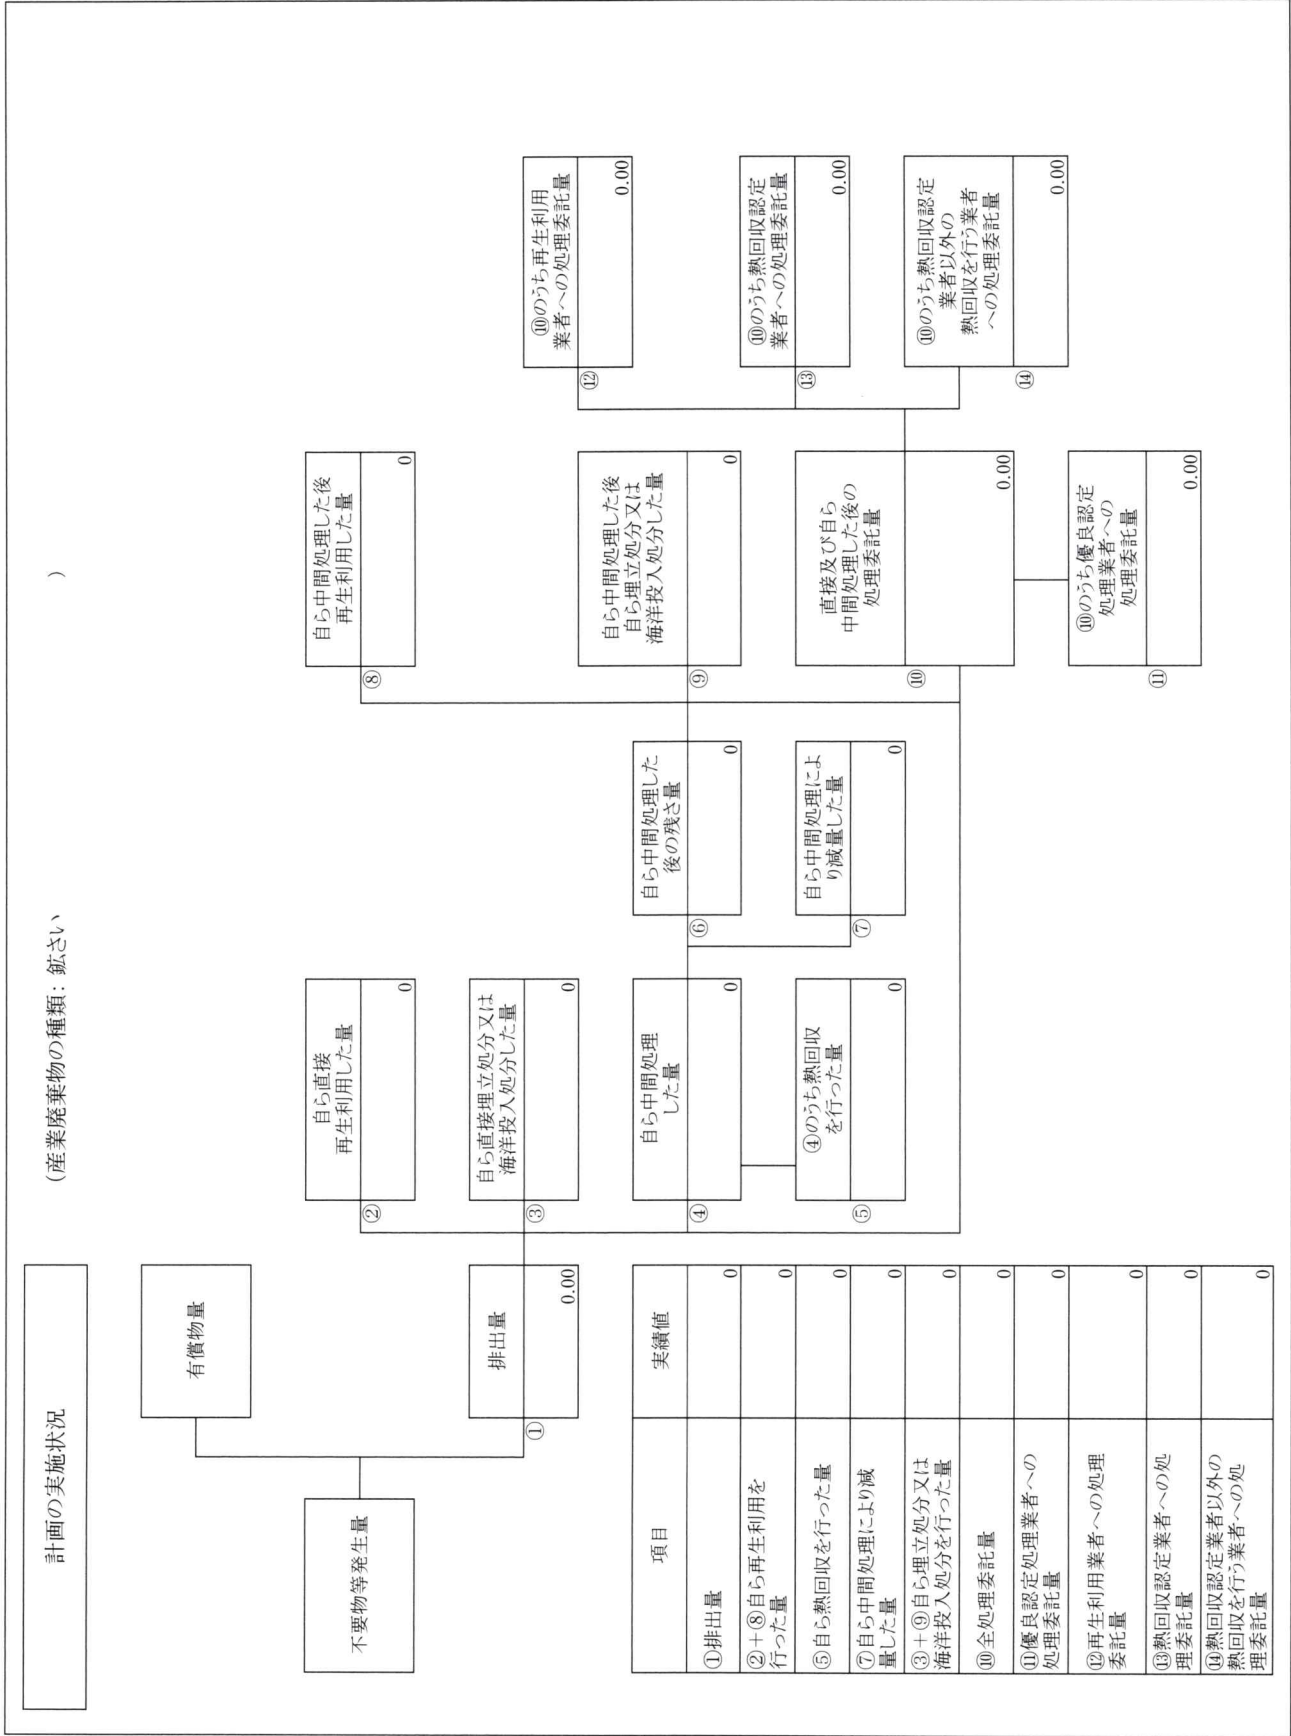 計画の実施状況
(産業廃棄物の種類: 鉱さい )
不要物等発生量
有償物量
①
排出量
0.00
②
自ら直接
再生利用した量
0
③
自ら直接埋立処分又は
海洋投入処分した量
0
④
自ら中間処理
した量
0
⑤
④のうち熱回収
を行った量
0
⑥
自ら中間処理した
後の残さ量
0
⑦
自ら中間処理によ
り減量した量
0
⑧
自ら中間処理した後
再生利用した量
0
⑨
自ら中間処理した後
自ら埋立処分又は
海洋投入処分した量
0
⑩
直接及び自ら
中間処理した後の
処理委託量
0.00
⑪
⑩のうち優良認定
処理業者への
処理委託量
0.00
⑫
⑩のうち再生利用
業者への処理委託量
0.00
⑬
⑩のうち熱回収認定
業者への処理委託量
0.00
⑭
⑩のうち熱回収認定
業者以外の
熱回収を行う業者
への処理委託量
0.00
項目 実績値
①排出量 0
②+⑧自ら再生利用を
行った量 0
⑤自ら熱回収を行った量 0
⑦自ら中間処理により減
量した量 0
③+⑨自ら埋立処分又は
海洋投入処分を行った量 0
⑩全処理委託量 0
⑪優良認定処理業者への
処理委託量 0
⑫再生利用業者への処理
委託量 0
⑬熱回収認定業者への処
理委託量 0
⑭熱回収認定業者以外の
熱回収を行う業者への処
理委託量 0